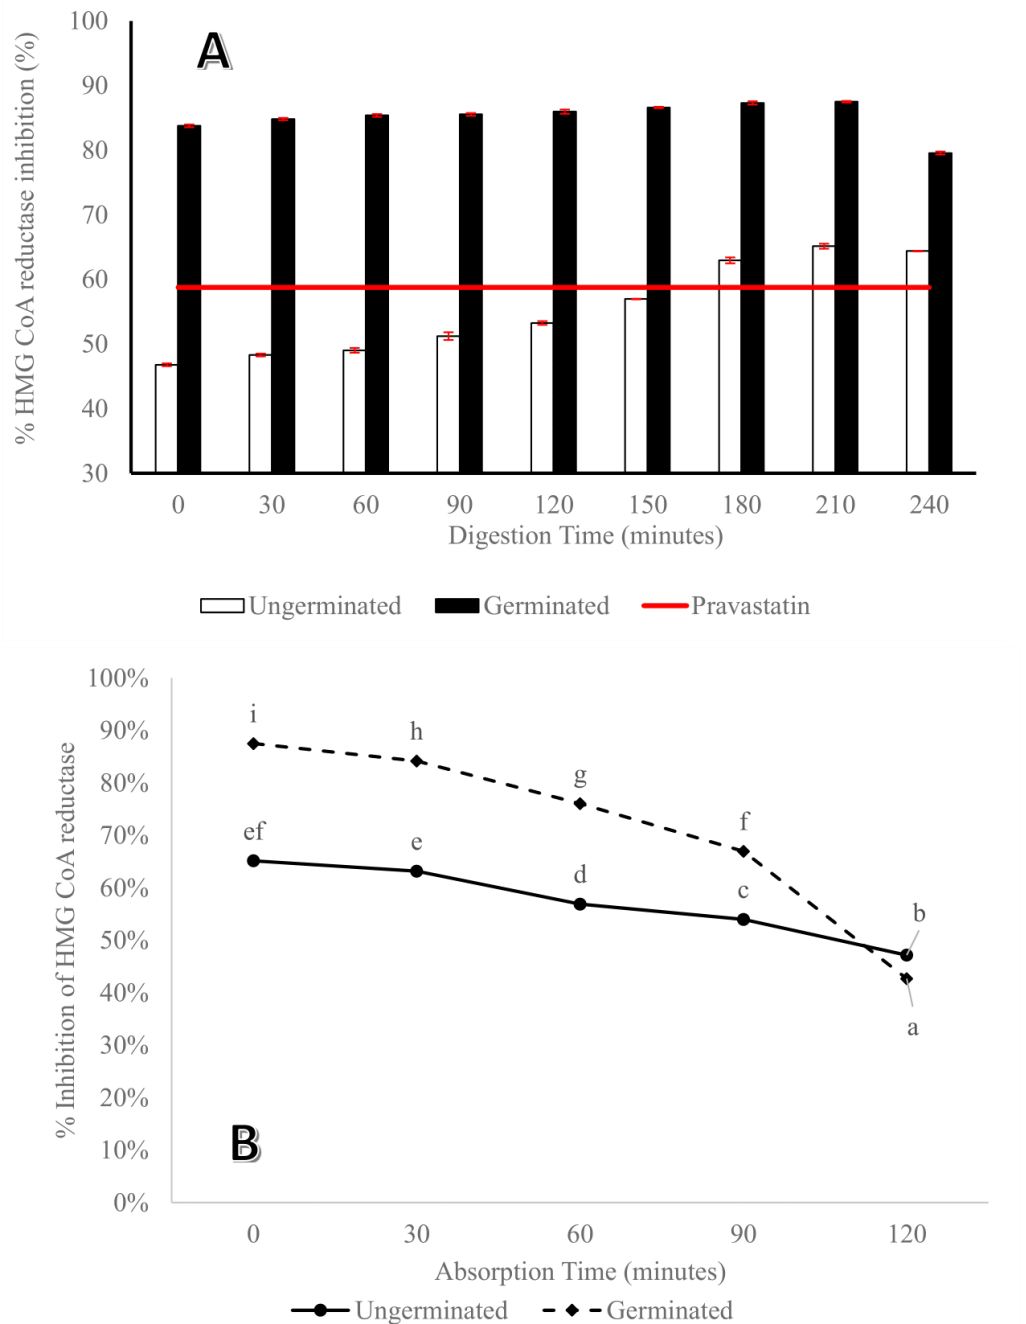 A
% HMG CoA reductase inhibition (%)
100
90
80
70
60
50
40
30
0 30 60 90 120 150 180 210 240
Digestion Time (minutes)
Ungerminated Germinated Pravastatin
% Inhibition of HMG CoA reductase
100%
90%
80%
70%
60%
50%
40%
30%
20%
10%
0%
i
h
g
f
ef
e
d
c
b
a
B
0 30 60 90 120
Absorption Time (minutes)
Ungerminated Germinated